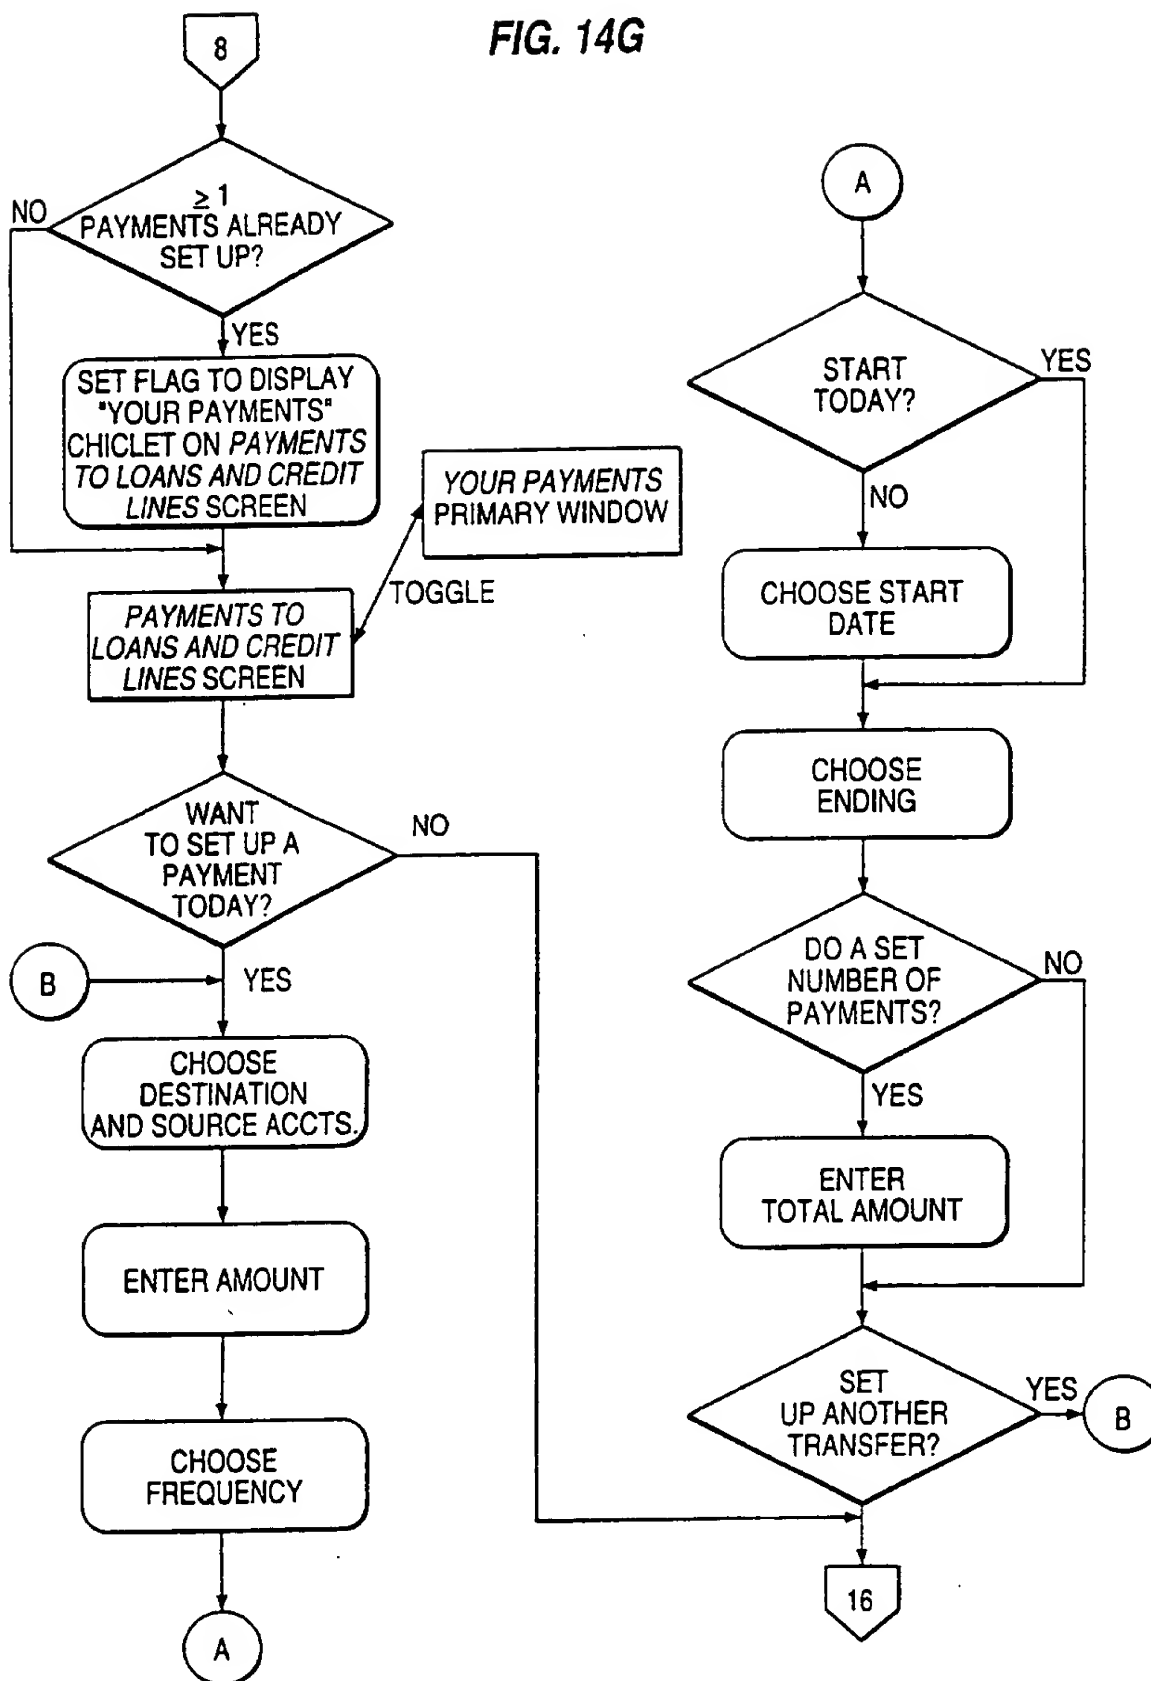 FIG. 14G
8
≥ 1
PAYMENTS ALREADY
SET UP?
NO
YES
SET FLAG TO DISPLAY
"YOUR PAYMENTS"
CHICLET ON PAYMENTS
TO LOANS AND CREDIT
LINES SCREEN
YOUR PAYMENTS
PRIMARY WINDOW
TOGGLE
PAYMENTS TO
LOANS AND CREDIT
LINES SCREEN
WANT
TO SET UP A
PAYMENT
TODAY?
NO
YES
B
CHOOSE
DESTINATION
AND SOURCE ACCTS.
ENTER AMOUNT
CHOOSE
FREQUENCY
A
A
START
TODAY?
YES
NO
CHOOSE START
DATE
CHOOSE
ENDING
DO A SET
NUMBER OF
PAYMENTS?
NO
YES
ENTER
TOTAL AMOUNT
SET
UP ANOTHER
TRANSFER?
YES
B
16